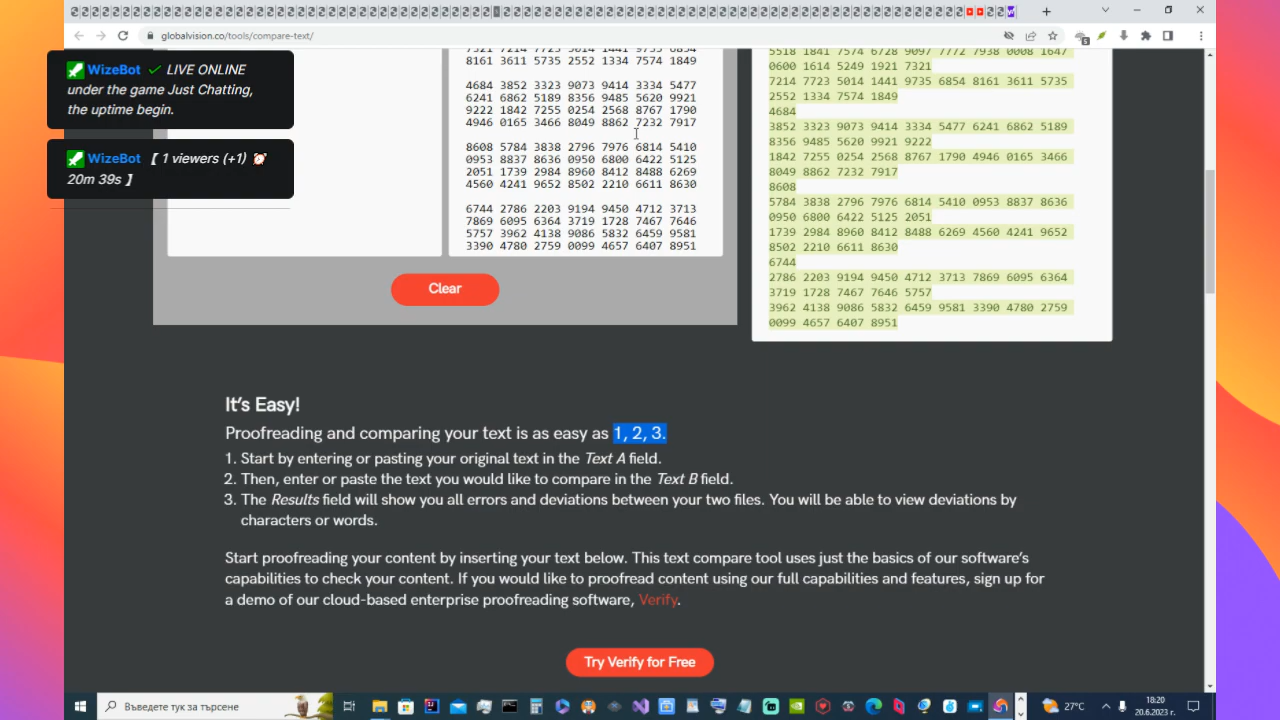 globalvision.co/tools/compare-text/
WizeBot ✓ LIVE ONLINE
under the game Just Chatting,
the uptime begin.
WizeBot 【 1 viewers (+1) ⏰
20m 39s 】
7321 7214 7723 5014 1441 9735 6854
8161 3611 5735 2552 1334 7574 1849
4684 3852 3323 9073 9414 3334 5477
6241 6862 5189 8356 9485 5620 9921
9222 1842 7255 0254 2568 8767 1790
4946 0165 3466 8049 8862 7232 7917
8608 5784 3838 2796 7976 6814 5410
0953 8837 8636 0950 6800 6422 5125
2051 1739 2984 8960 8412 8488 6269
4560 4241 9652 8502 2210 6611 8630
6744 2786 2203 9194 9450 4712 3713
7869 6095 6364 3719 1728 7467 7646
5757 3962 4138 9086 5832 6459 9581
3390 4780 2759 0099 4657 6407 8951
Clear
5518 1841 7574 6728 9097 7772 7938 0008 1647
0600 1614 5249 1921 7321
7214 7723 5014 1441 9735 6854 8161 3611 5735
2552 1334 7574 1849
4684
3852 3323 9073 9414 3334 5477 6241 6862 5189
8356 9485 5620 9921 9222
1842 7255 0254 2568 8767 1790 4946 0165 3466
8049 8862 7232 7917
8608
5784 3838 2796 7976 6814 5410 0953 8837 8636
0950 6800 6422 5125 2051
1739 2984 8960 8412 8488 6269 4560 4241 9652
8502 2210 6611 8630
6744
2786 2203 9194 9450 4712 3713 7869 6095 6364
3719 1728 7467 7646 5757
3962 4138 9086 5832 6459 9581 3390 4780 2759
0099 4657 6407 8951
It's Easy!
Proofreading and comparing your text is as easy as 1, 2, 3.
1. Start by entering or pasting your original text in the Text A field.
2. Then, enter or paste the text you would like to compare in the Text B field.
3. The Results field will show you all errors and deviations between your two files. You will be able to view deviations by
characters or words.
Start proofreading your content by inserting your text below. This text compare tool uses just the basics of our software's
capabilities to check your content. If you would like to proofread content using our full capabilities and features, sign up for
a demo of our cloud-based enterprise proofreading software, Verify.
Try Verify for Free
Въведете тук за търсене
27°C
18:20
20.6.2023 г.